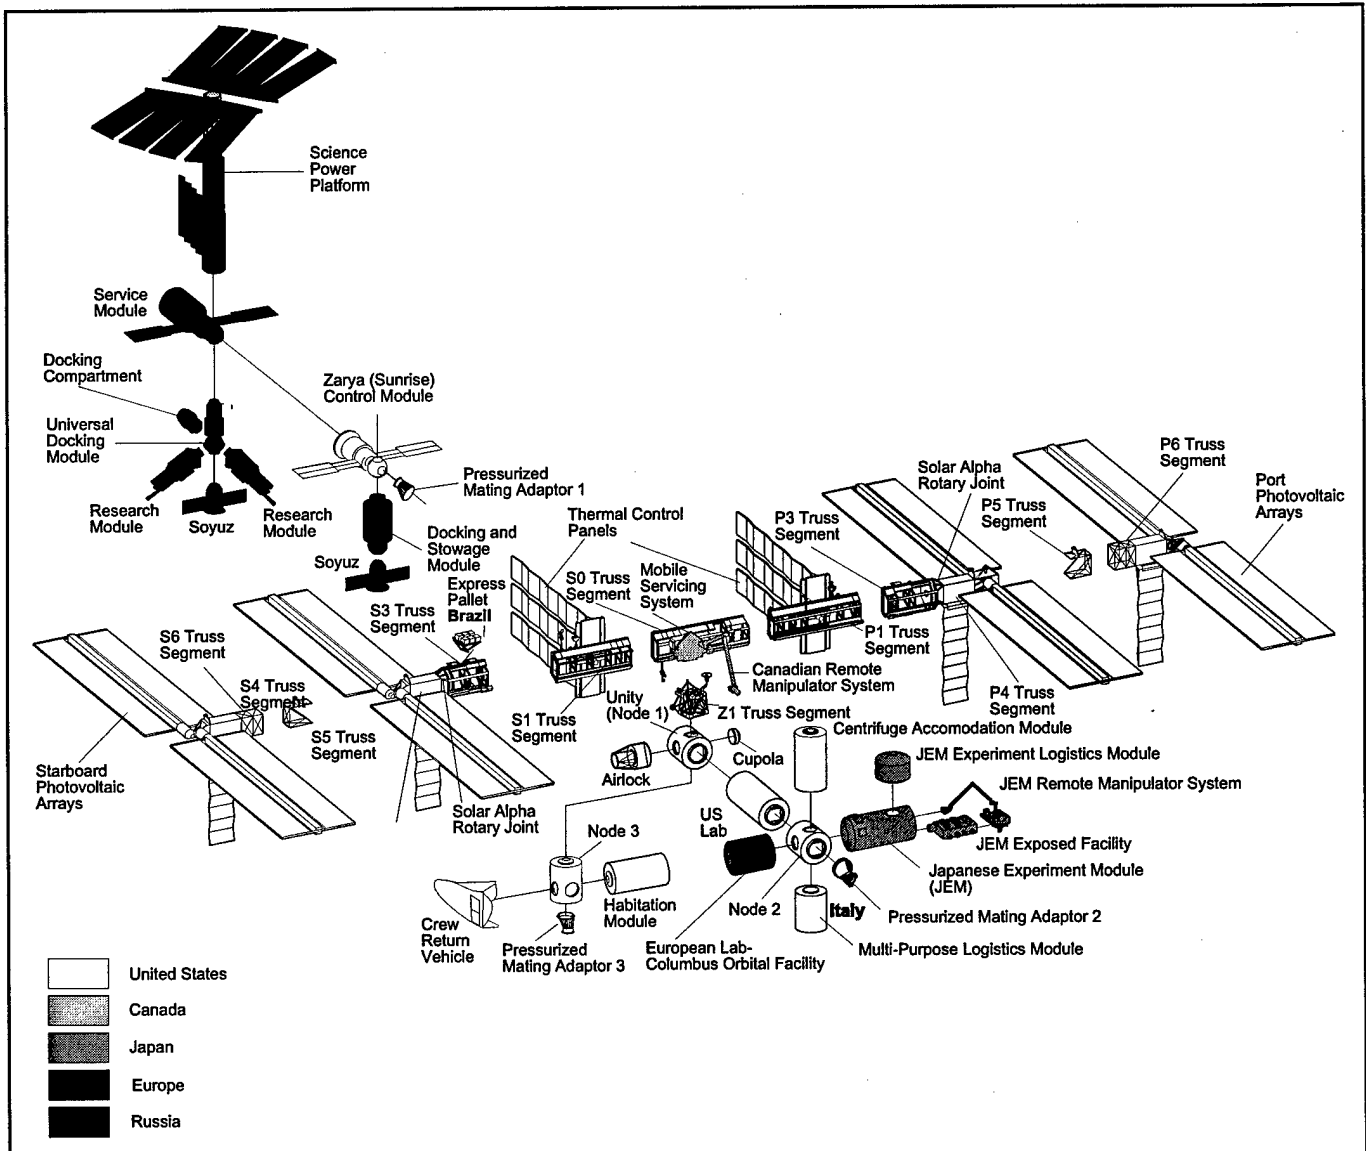 Science
Power
Platform
Service
Module
Docking
Compartment
Zarya (Sunrise)
Control Module
Universal
Docking
Module
Research
Module
Soyuz
Research
Module
Pressurized
Mating Adaptor 1
Docking and
Stowage
Module
Soyuz
Express
Pallet
Brazil
Thermal Control
Panels
S0 Truss
Segment
Mobile
Servicing
System
P3 Truss
Segment
Solar Alpha
Rotary Joint
P5 Truss
Segment
P6 Truss
Segment
Port
Photovoltaic
Arrays
S3 Truss
Segment
S6 Truss
Segment
S4 Truss
Segment
S5 Truss
Segment
Starboard
Photovoltaic
Arrays
Solar Alpha
Rotary Joint
S1 Truss
Segment
Unity
(Node 1)
Z1 Truss Segment
Canadian Remote
Manipulator System
P1 Truss
Segment
P4 Truss
Segment
Centrifuge Accomodation Module
Cupola
Airlock
JEM Experiment Logistics Module
JEM Remote Manipulator System
US
Lab
JEM Exposed Facility
Japanese Experiment Module
(JEM)
Node 3
Node 2
Italy
Pressurized Mating Adaptor 2
Habitation
Module
Crew
Return
Vehicle
Pressurized
Mating Adaptor 3
European Lab-
Columbus Orbital Facility
Multi-Purpose Logistics Module
United States
Canada
Japan
Europe
Russia